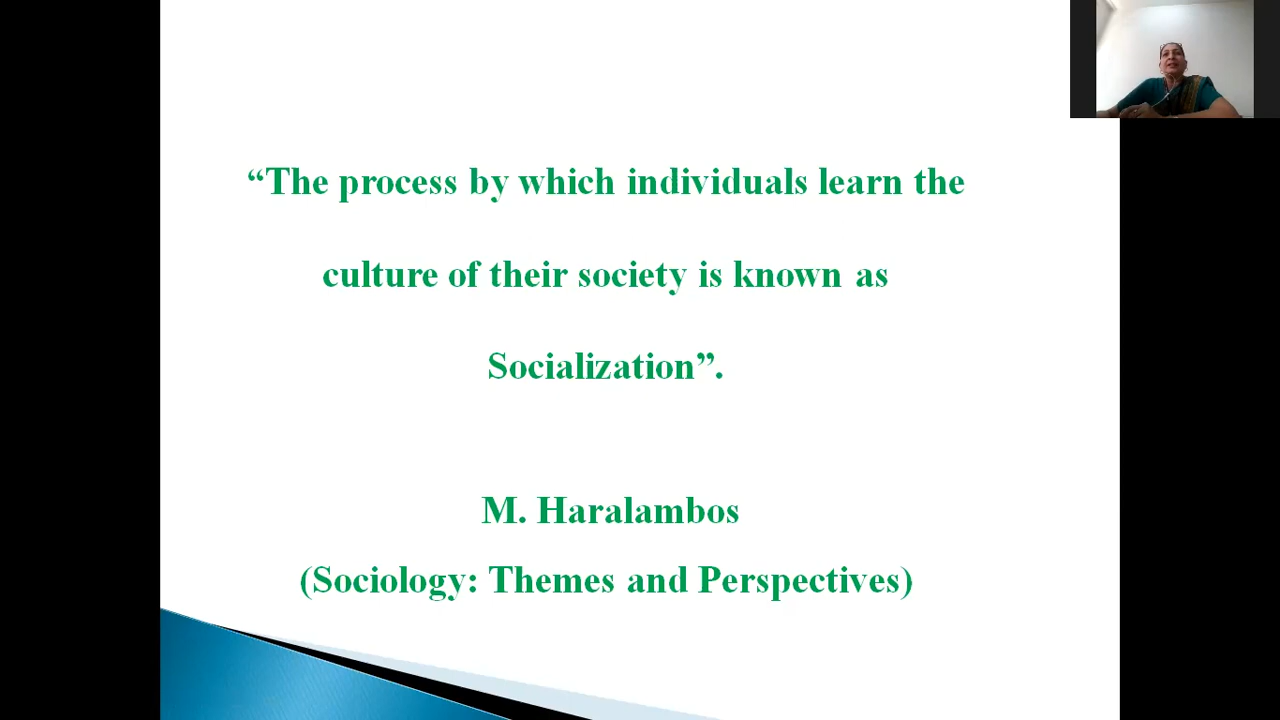 “The process by which individuals learn the
culture of their society is known as
Socialization”.
M. Haralambos
(Sociology: Themes and Perspectives)